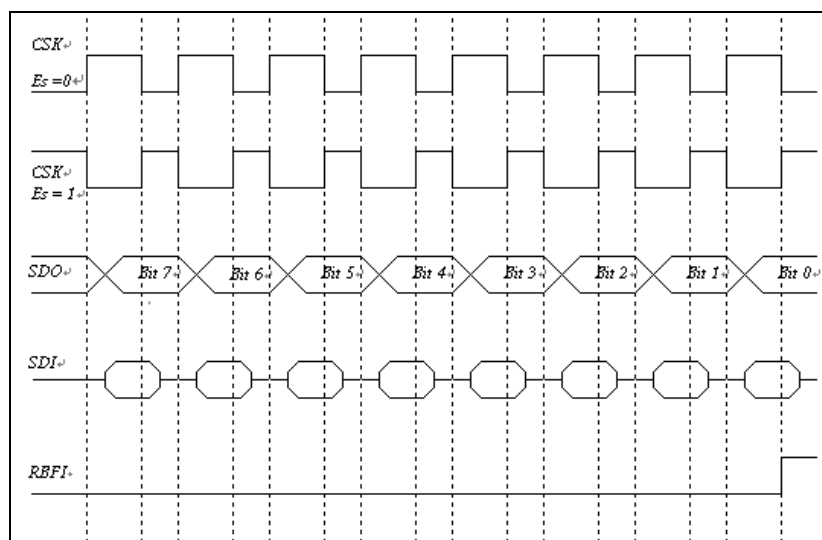 CSK↵
Es =0↵
CSK↵
Es = 1↵
SDO↵ Bit 7↵ Bit 6↵ Bit 5↵ Bit 4↵ Bit 3↵ Bit 2↵ Bit 1↵ Bit 0↵
SDI↵
RBFI↵